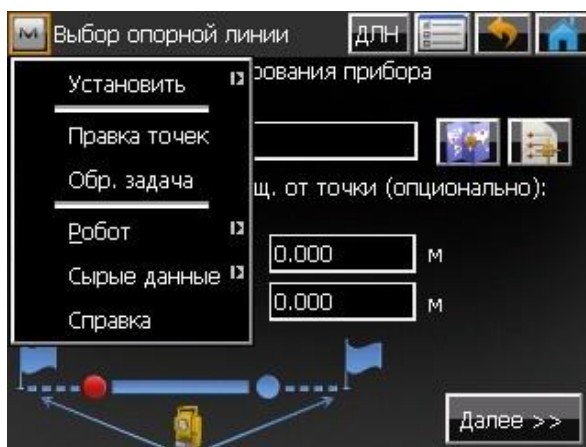 Выбор опорной линии
ДПН
Установить
рования прибора
Правка точек
Обр. задача
щ. от точки (опционально):
Робот
0.000 м
Сырые данные
0.000 м
Справка
Далее >>